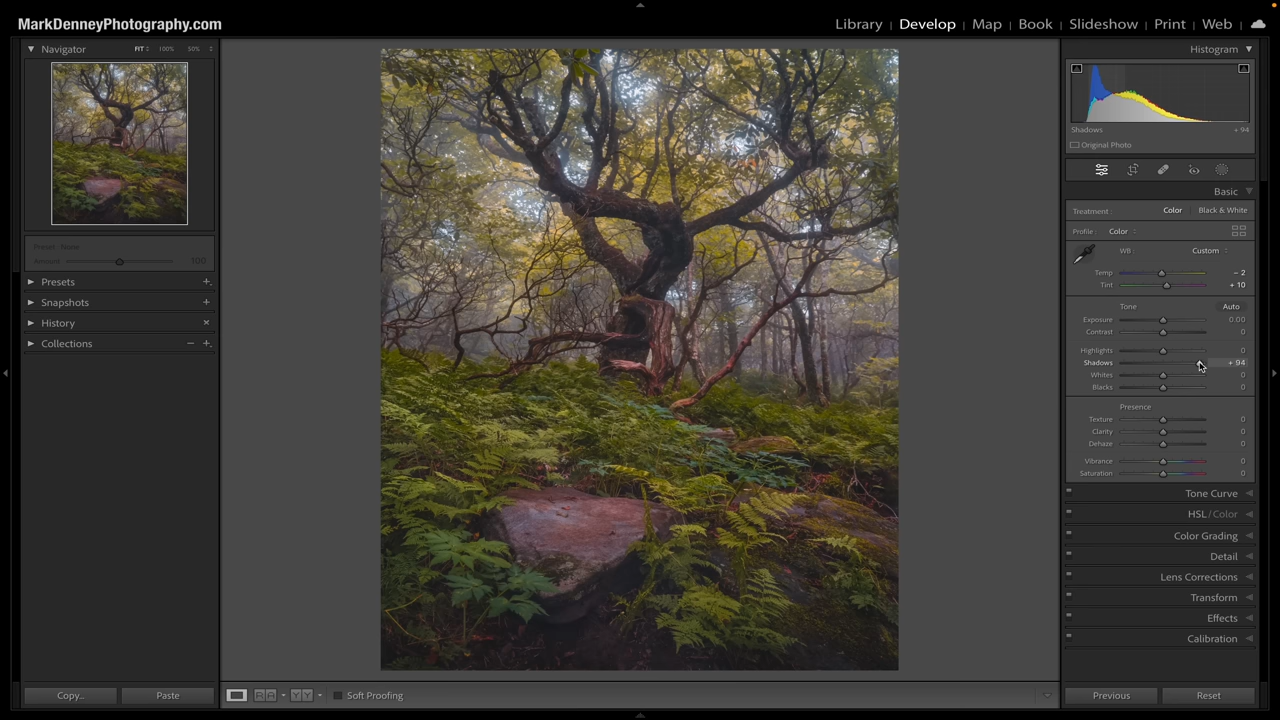 MarkDenneyPhotography.com
Library | Develop | Map | Book | Slideshow | Print | Web
Navigator FIT 100% 50%
Preset: None
Amount 100
Presets
Snapshots
History
Collections
Copy... Paste
Soft Proofing
Histogram
Shadows + 94
Original Photo
Basic
Treatment: Color Black & White
Profile: Color
WB: Custom
Temp - 2
Tint + 10
Tone Auto
Exposure 0.00
Contrast 0
Highlights 0
Shadows + 94
Whites 0
Blacks 0
Presence
Texture 0
Clarity 0
Dehaze 0
Vibrance 0
Saturation 0
Tone Curve
HSL / Color
Color Grading
Detail
Lens Corrections
Transform
Effects
Calibration
Previous Reset